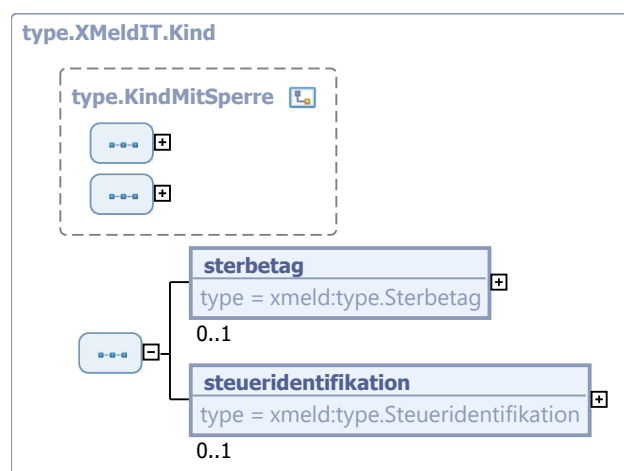 type.XMeldIT.Kind
type.KindMitSperre
sterbetag
type = xmeld:type.Sterbetag
0..1
steueridentifikation
type = xmeld:type.Steueridentifikation
0..1